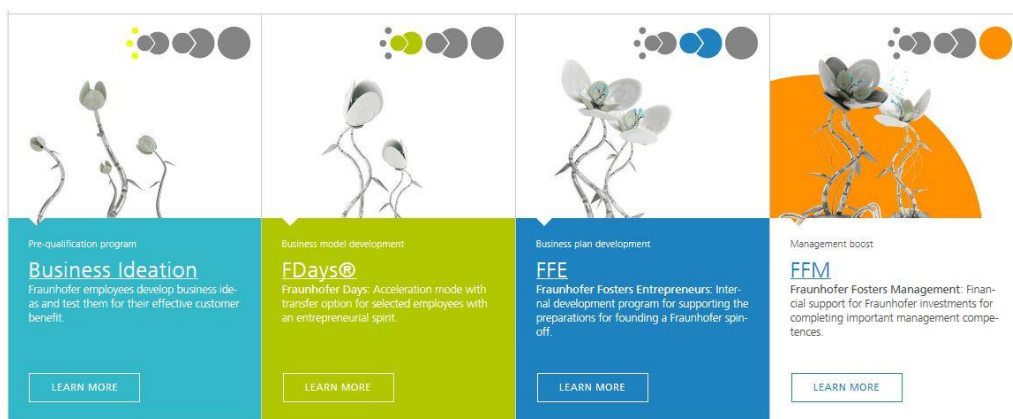 Pre-qualification program
Business Ideation
Fraunhofer employees develop business ide-
as and test them for their effective customer
benefit.
LEARN MORE
Business model development
FDays®
Fraunhofer Days: Acceleration mode with
transfer option for selected employees with
an entrepreneurial spirit.
LEARN MORE
Business plan development
FFE
Fraunhofer Fosters Entrepreneurs: Inter-
nal development program for supporting the
preparations for founding a Fraunhofer spin-
off.
LEARN MORE
Management boost
FFM
Fraunhofer Fosters Management: Finan-
cial support for Fraunhofer investments for
completing important management compe-
tences.
LEARN MORE